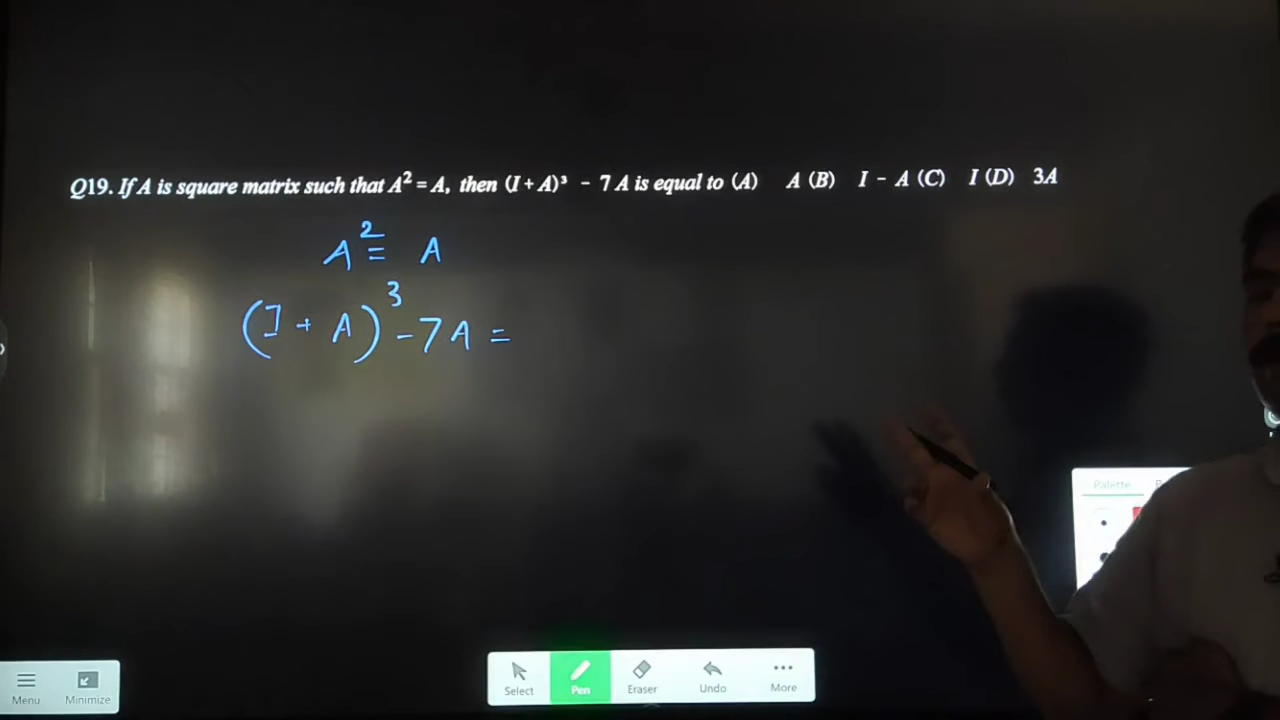 Q19. If A is square matrix such that A² = A, then (I + A)³ - 7 A is equal to (A) A (B) I - A (C) I (D) 3A
A² = A
(I + A)³ - 7A =
Palette
Menu
Minimize
Select
Pen
Eraser
Undo
More